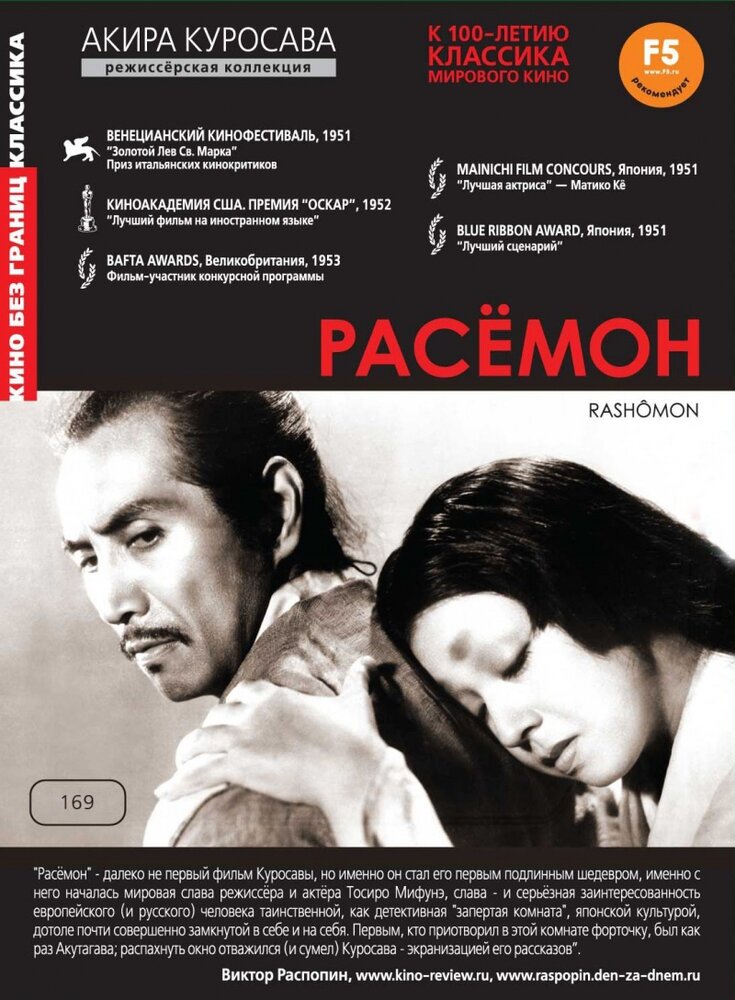 КИНО БЕЗ ГРАНИЦ КЛАССИКА
АКИРА КУРОСАВА
режиссёрская коллекция
К 100-ЛЕТИЮ
КЛАССИКА
МИРОВОГО КИНО
F5
www.F5.ru
рекомендует
ВЕНЕЦИАНСКИЙ КИНОФЕСТИВАЛЬ, 1951
"Золотой Лев Св. Марка"
Приз итальянских кинокритиков
КИНОАКАДЕМИЯ США. ПРЕМИЯ "ОСКАР", 1952
"Лучший фильм на иностранном языке"
BAFTA AWARDS, Великобритания, 1953
Фильм-участник конкурсной программы
MAINICHI FILM CONCOURS, Япония, 1951
"Лучшая актриса" — Матико Кё
BLUE RIBBON AWARD, Япония, 1951
"Лучший сценарий"
РАСЁМОН
RASHÔMON
169
"Расёмон" - далеко не первый фильм Куросавы, но именно он стал его первым подлинным шедевром, именно с
него началась мировая слава режиссёра и актёра Тосиро Мифунэ, слава - и серьёзная заинтересованность
европейского (и русского) человека таинственной, как детективная "запертая комната", японской культурой,
дотоле почти совершенно замкнутой в себе и на себя. Первым, кто приотворил в этой комнате форточку, был как
раз Акутагава; распахнуть окно отважился (и сумел) Куросава - экранизацией его рассказов”.
Виктор Распопин, www.kino-review.ru, www.raspopin.den-za-dnem.ru